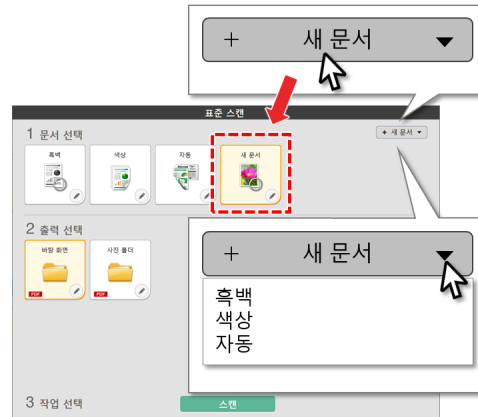 + 새 문서 ▼
표준 스캔
1 문서 선택
+ 새 문서 ▼
흑백
색상
자동
새 문서
2 출력 선택
바탕 화면
사진 폴더
PDF
PDF
+ 새 문서 ▼
흑백
색상
자동
3 작업 선택
스캔